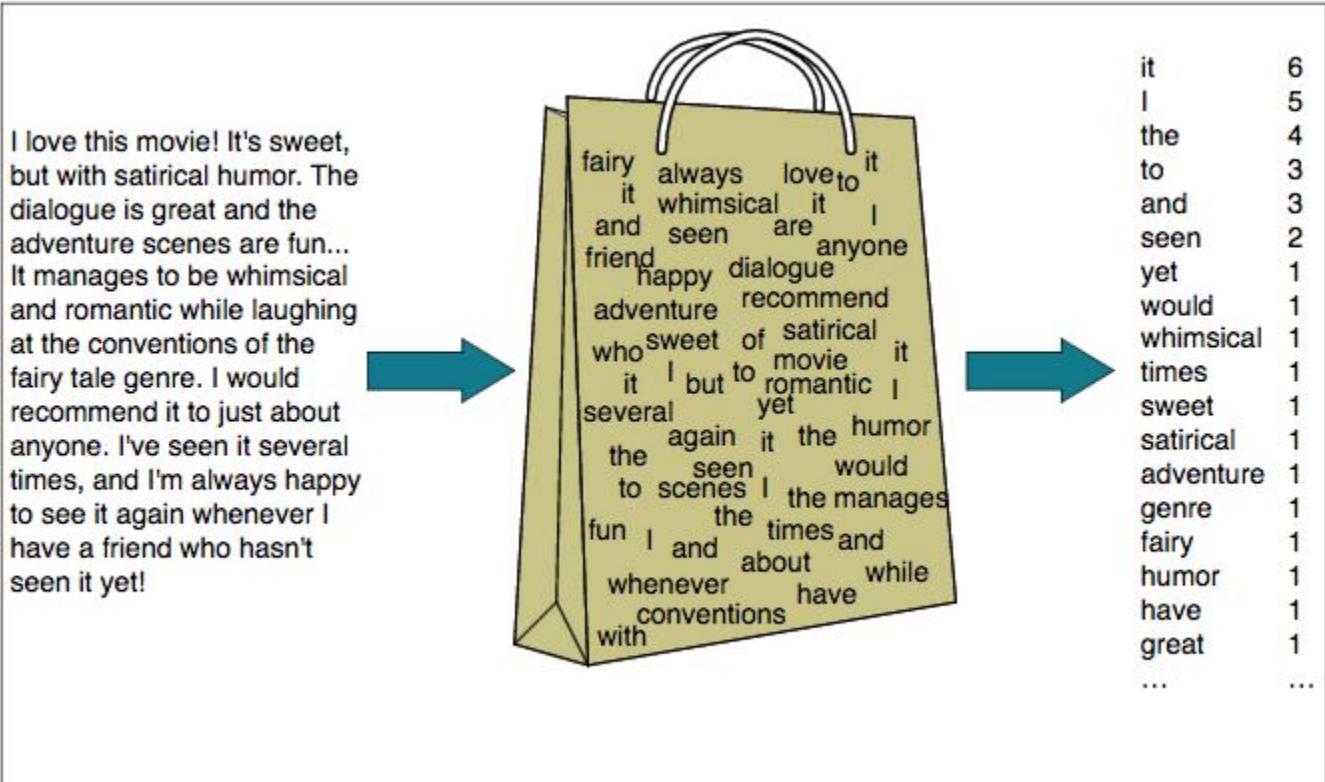 I love this movie! It's sweet,
but with satirical humor. The
dialogue is great and the
adventure scenes are fun...
It manages to be whimsical
and romantic while laughing
at the conventions of the
fairy tale genre. I would
recommend it to just about
anyone. I've seen it several
times, and I'm always happy
to see it again whenever I
have a friend who hasn't
seen it yet!
fairy always love to it
it whimsical it I
and seen are anyone
friend happy dialogue
adventure recommend
who sweet of satirical
it I but to movie it
romantic I
several yet
again it the humor
the seen would
to scenes I the manages
fun the times and
I and about while
whenever have
conventions
with
it 6
I 5
the 4
to 3
and 3
seen 2
yet 1
would 1
whimsical 1
times 1
sweet 1
satirical 1
adventure 1
genre 1
fairy 1
humor 1
have 1
great 1
... ...